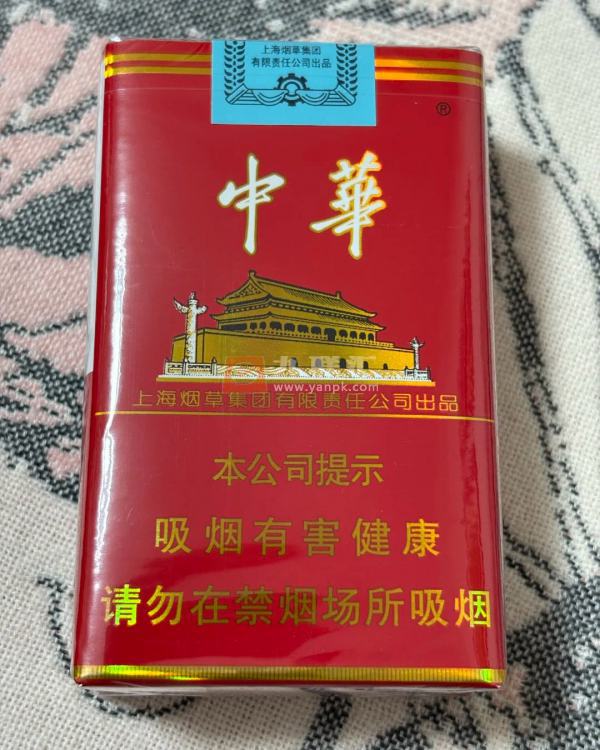 上海烟草集团
有限责任公司出品
®
中華
www.yanpk.com
上海烟草集团有限责任公司出品
本公司提示
吸烟有害健康
请勿在禁烟场所吸烟